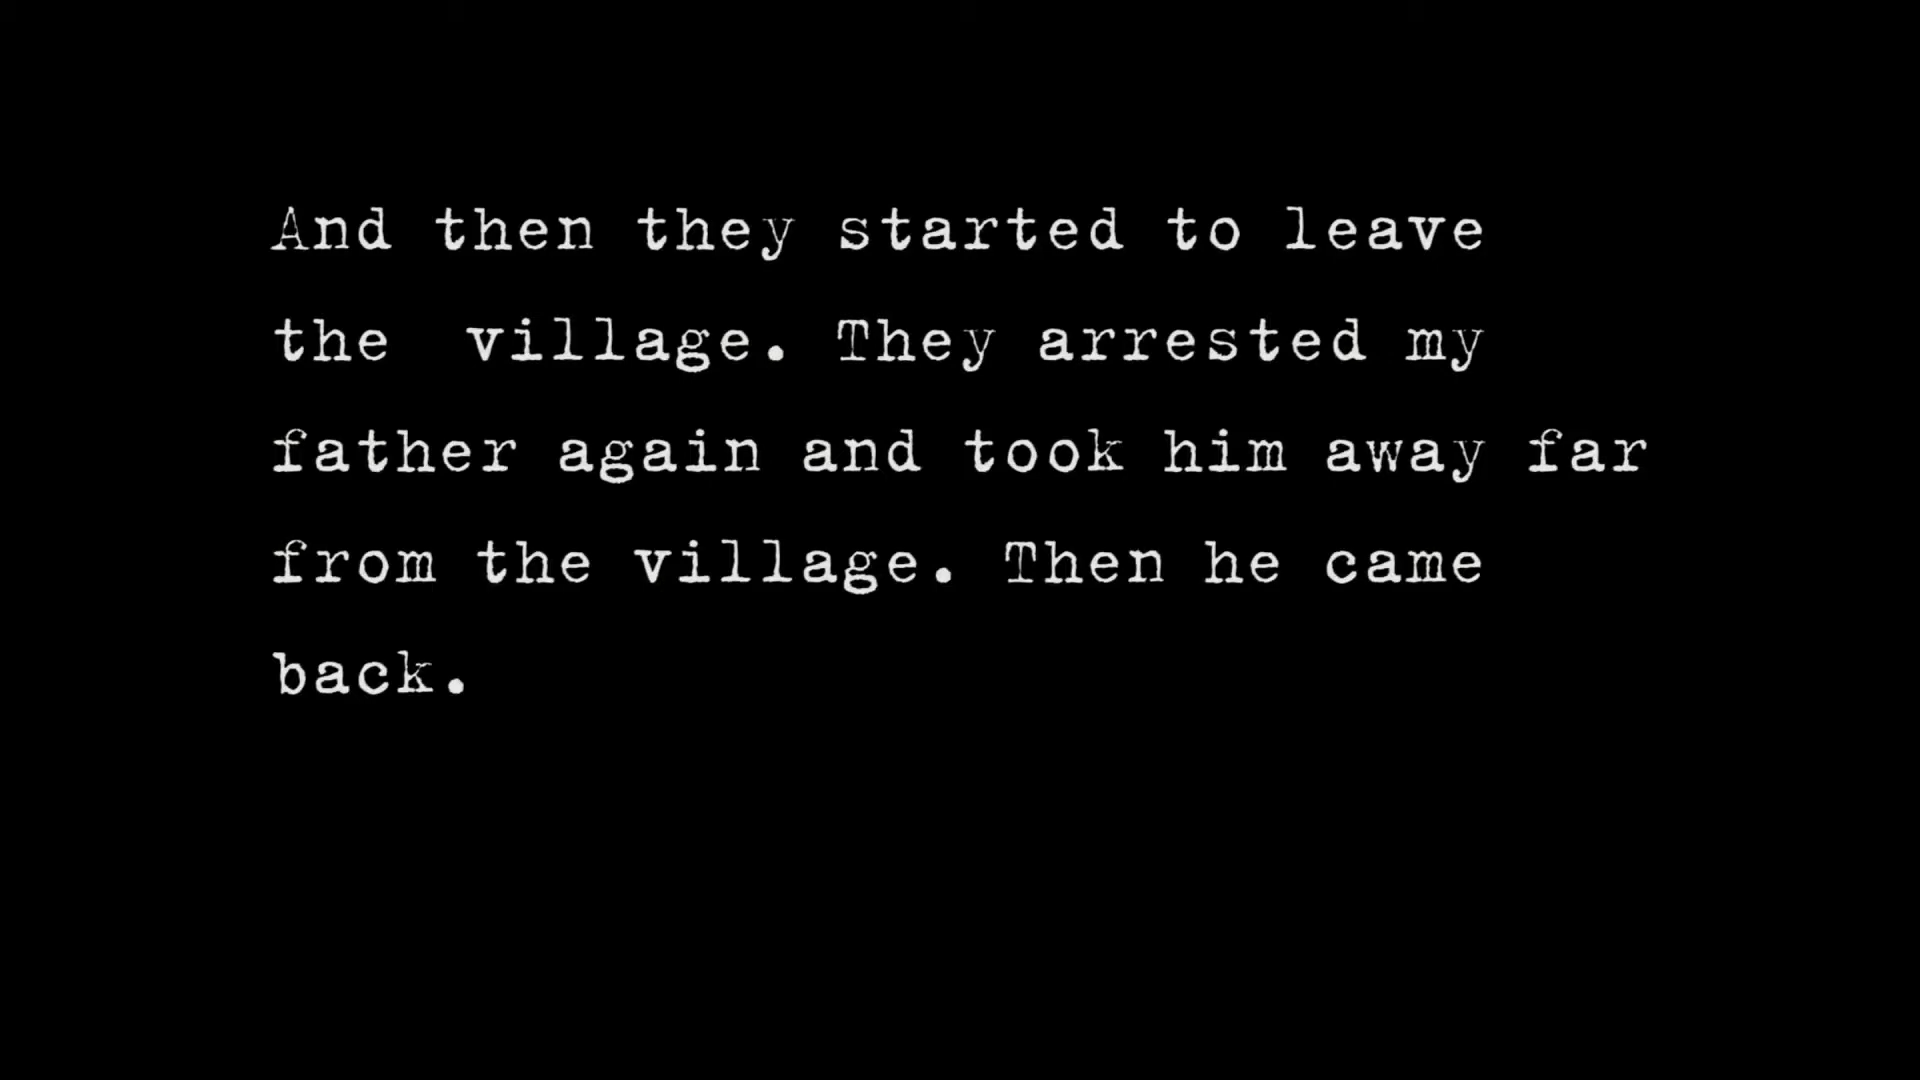 And then they started to leave
the  village. They arrested my
father again and took him away far
from the village. Then he came
back.